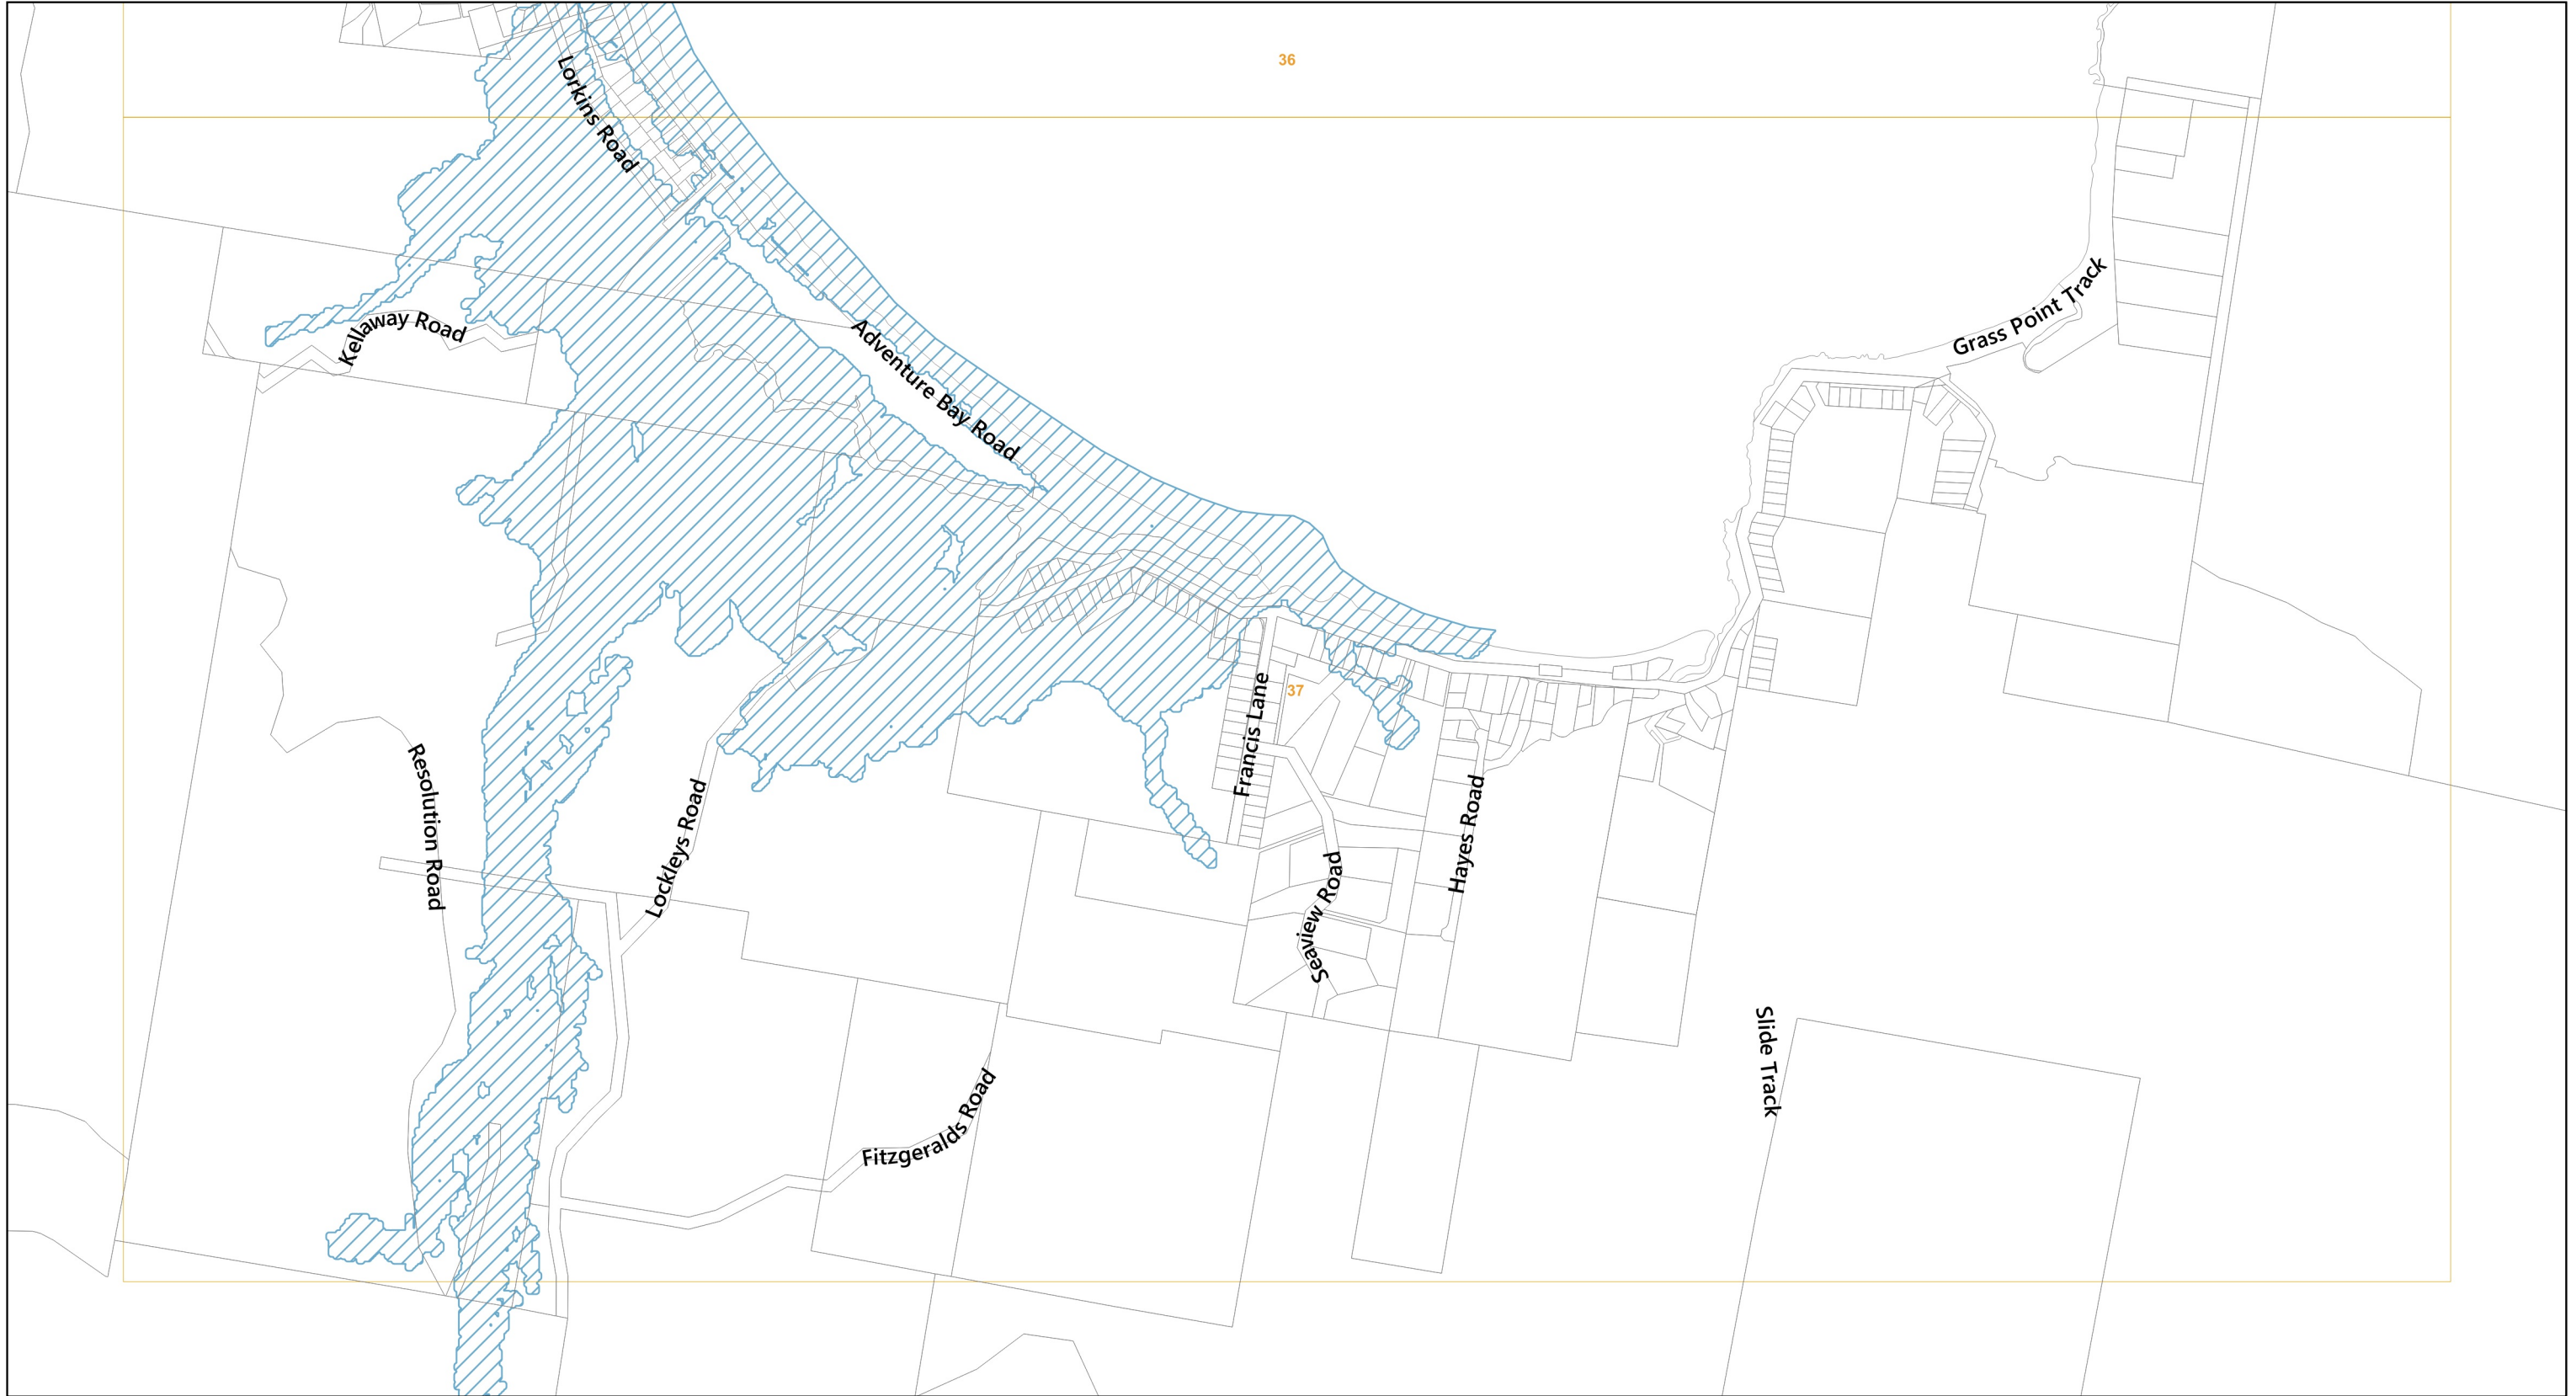 36
Lorkins Road
Grass Point Track
Kellaway Road
Adventure Bay Road
37
Francis Lane
Resolution Road
Lockleys Road
Hayes Road
Seaview Road
Slide Track
Fitzgeralds Road